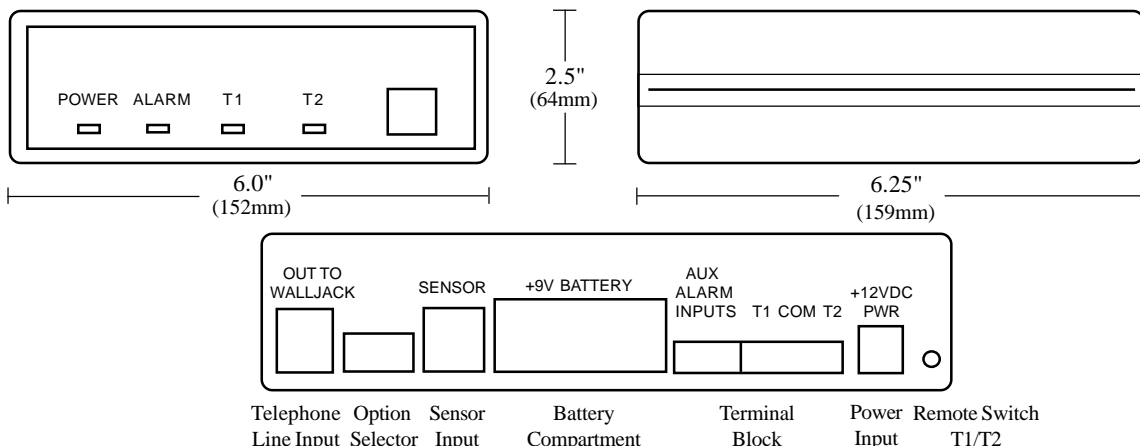 POWER ALARM T1 T2
2.5"
(64mm)
6.0"
(152mm)
6.25"
(159mm)
OUT TO
WALLJACK
SENSOR
+9V BATTERY
AUX
ALARM
INPUTS
T1 COM T2
+12VDC
PWR
Telephone
Line Input
Option
Selector
Sensor
Input
Battery
Compartment
Terminal
Block
Power
Input
Remote Switch
T1/T2